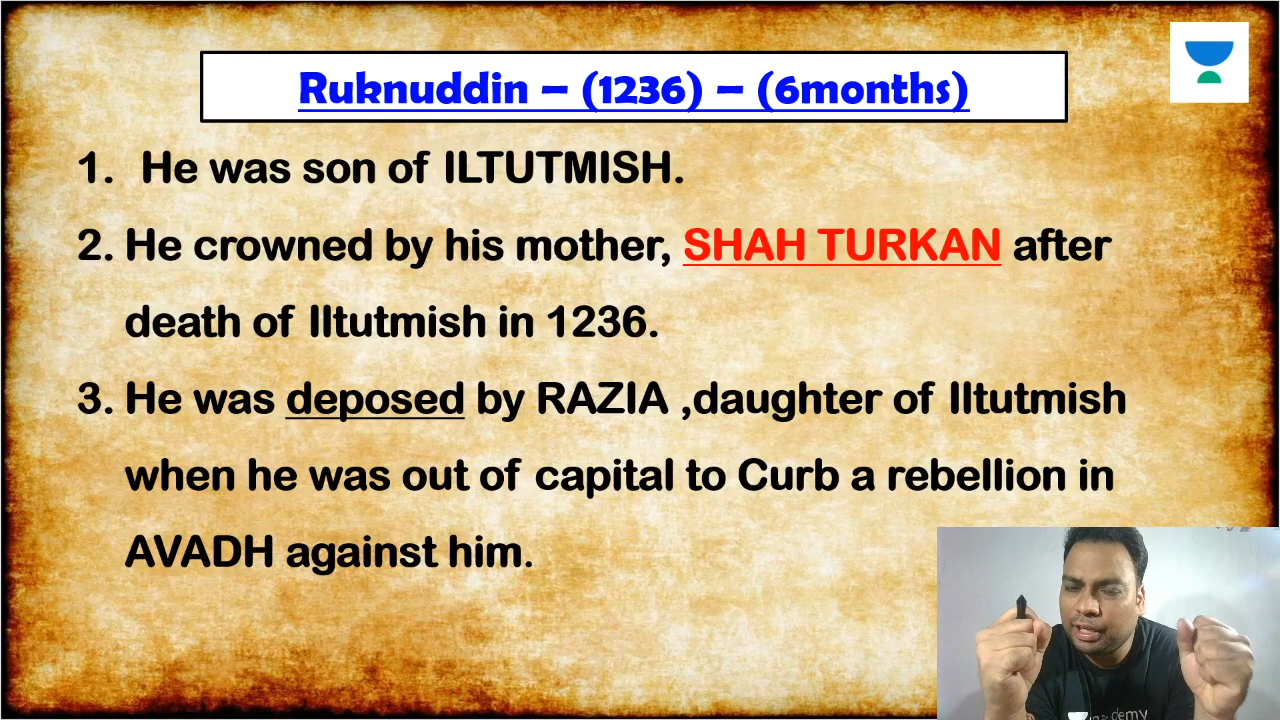 Ruknuddin – (1236) – (6months)
1. He was son of ILTUTMISH.
2. He crowned by his mother, SHAH TURKAN after
death of Iltutmish in 1236.
3. He was deposed by RAZIA ,daughter of Iltutmish
when he was out of capital to Curb a rebellion in
AVADH against him.